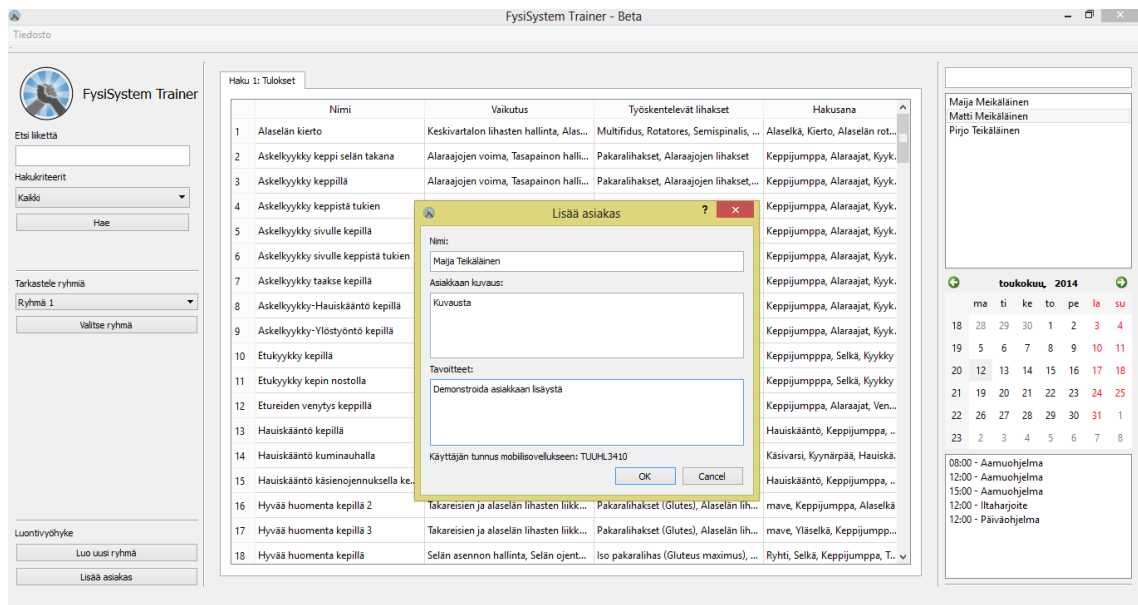 FysiSystem Trainer - Beta
Tiedosto
FysiSystem Trainer
Etsi liikettä
Hakukriteerit
Kaikki
Hae
Tarkastele ryhmiä
Ryhmä 1
Valitse ryhmä
Luontivyöhyke
Luo uusi ryhmä
Lisää asiakas
Haku 1: Tulokset
Nimi Vaikutus Työskentelevät lihakset Hakusana
1 Alaselän kierto Keskivartalon lihasten hallinta, Alas... Multifidus, Rotatores, Semispinalis, ... Alaselkä, Kierto, Alaselän rot...
2 Askelkyykky keppi selän takana Alaraajojen voima, Tasapainon halli... Pakaralihakset, Alaraajojen lihakset Keppijumppa, Alaraajat, Kyyk.
3 Askelkyykky keppillä Alaraajojen voima, Tasapainon halli... Pakaralihakset, Alaraajojen lihakset,... Keppijumppa, Alaraajat, Kyyk.
4 Askelkyykky keppistä tukien Keppijumppa, Alaraajat, Kyyk.
5 Askelkyykky sivulle kepillä Keppijumppa, Alaraajat, Kyyk.
6 Askelkyykky sivulle keppistä tukien Keppijumppa, Alaraajat, Kyyk.
7 Askelkyykky taakse kepillä Keppijumppa, Alaraajat, Kyyk.
8 Askelkyykky-Hauiskääntö kepillä Keppijumppa, Alaraajat, Kyyk.
9 Askelkyykky-Ylöstyöntö kepillä Keppijumppa, Alaraajat, Kyyk.
10 Etukyykky kepillä Keppijumpppa, Selkä, Kyykky
11 Etukyykky kepin nostolla Keppijumpppa, Selkä, Kyykky
12 Etureiden venytys keppillä Keppijumppa, Alaraajat, Ven...
13 Hauiskääntö kepillä Hauiskääntö, Keppijumppa, ..
14 Hauiskääntö kuminauhalla Käsivarsi, Kyynärpää, Hauiskä.
15 Hauiskääntö käsienojennuksella ke.. Hauiskääntö, Keppijumppa, ..
16 Hyvää huomenta kepillä 2 Takareisien ja alaselän lihasten liikk... Pakaralihakset (Glutes), Alaselän lih... mave, Keppijumppa, Alaselkä
17 Hyvää huomenta kepillä 3 Takareisien ja alaselän lihasten liikk... Pakaralihakset (Glutes), Alaselän lih... mave, Yläselkä, Keppijumpp...
18 Hyvää huomenta kepillä Selän asennon hallinta, Selän ojent... Iso pakaralihas (Gluteus maximus), ... Ryhti, Selkä, Keppijumppa, T..
Lisää asiakas
Nimi:
Maija Teikäläinen
Asiakkaan kuvaus:
Kuvausta
Tavoitteet:
Demonstroida asiakkaan lisäystä
Käyttäjän tunnus mobiilisovellukseen: TUUHL3410
OK Cancel
Maija Meikäläinen
Matti Meikäläinen
Pirjo Teikäläinen
toukokuu, 2014
ma ti ke to pe la su
18 28 29 30 1 2 3 4
19 5 6 7 8 9 10 11
20 12 13 14 15 16 17 18
21 19 20 21 22 23 24 25
22 26 27 28 29 30 31 1
23 2 3 4 5 6 7 8
08:00 - Aamuohjelma
12:00 - Aamuohjelma
15:00 - Aamuohjelma
12:00 - Iltaharjoite
12:00 - Päiväohjelma